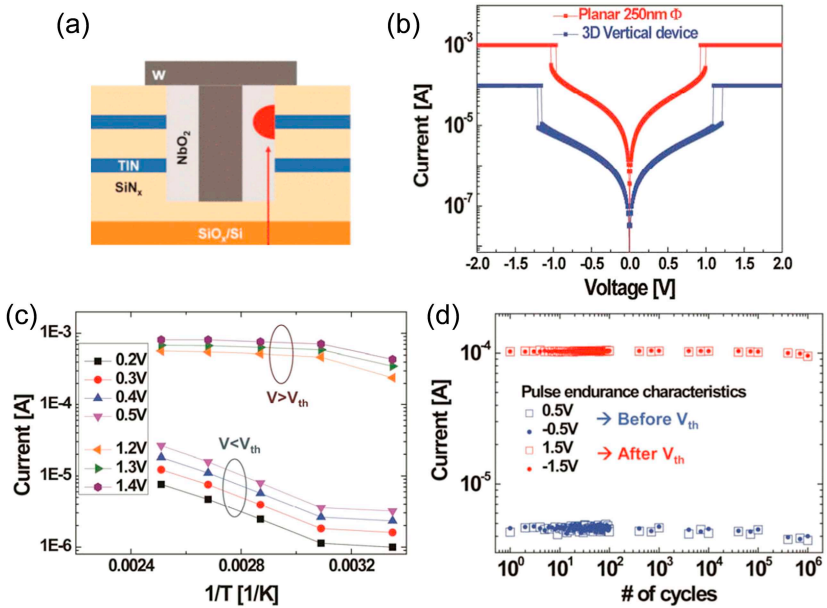 (a)
W
NbO₂
TiN
SiNₓ
SiOₓ/Si
(b)
Planar 250nm Φ
3D Vertical device
Current [A]
10⁻³
10⁻⁵
10⁻⁷
-2.0 -1.5 -1.0 -0.5 0.0 0.5 1.0 1.5 2.0
Voltage [V]
(c)
Current [A]
1E-3
1E-4
1E-5
1E-6
0.2V
0.3V
0.4V
0.5V
1.2V
1.3V
1.4V
V>Vth
V<Vth
0.0024 0.0028 0.0032
1/T [1/K]
(d)
Current [A]
10⁻⁴
10⁻⁵
Pulse endurance characteristics
0.5V
-0.5V
→ Before Vth
1.5V
-1.5V
→ After Vth
10⁰ 10¹ 10² 10³ 10⁴ 10⁵ 10⁶
# of cycles